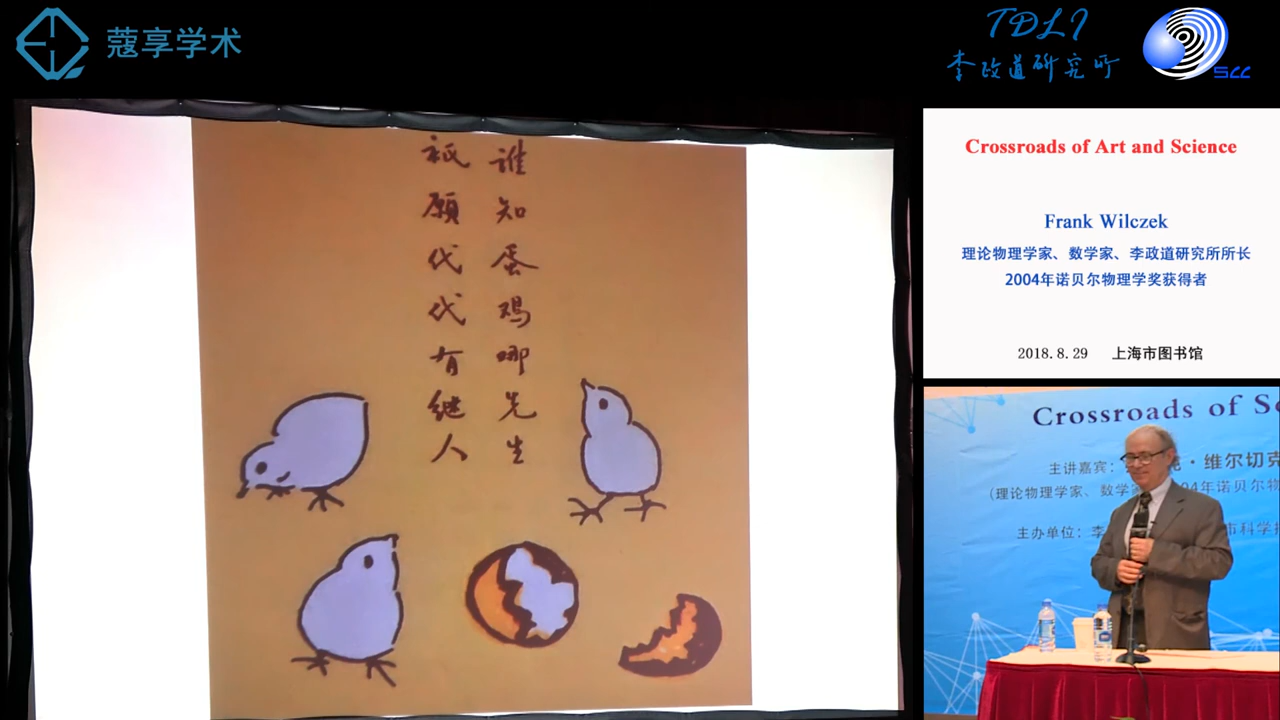 蔻享学术
TDLI
李政道研究所
SCC
谁知蛋鸡哪先生
祇愿代代有继人
Crossroads of Art and Science
Frank Wilczek
理论物理学家、数学家、李政道研究所所长
2004年诺贝尔物理学奖获得者
2018.8.29 上海市图书馆
Crossroads of Sc
主讲嘉宾：
·维尔切克
（理论物理学家、数学
04年诺贝尔物
主办单位：李
市科学